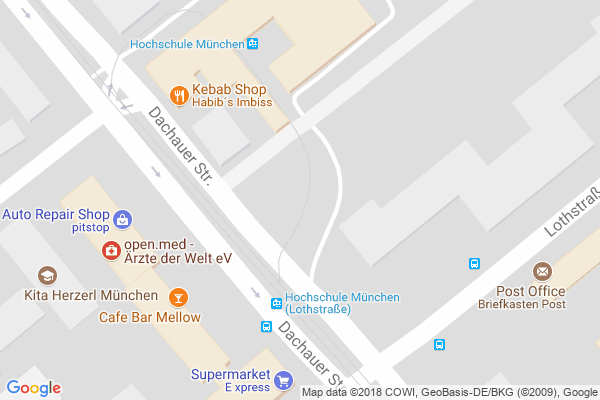 Hochschule München
Kebab Shop
Habib´s Imbiss
Dachauer Str.
Auto Repair Shop
pitstop
open.med -
Ärzte der Welt eV
Kita Herzerl München
Cafe Bar Mellow
Hochschule München
(Lothstraße)
Lothstraß
Post Office
Briefkasten Post
Dachauer St
Supermarket
E xpress
Google
Map data ©2018 COWI, GeoBasis-DE/BKG (©2009), Google